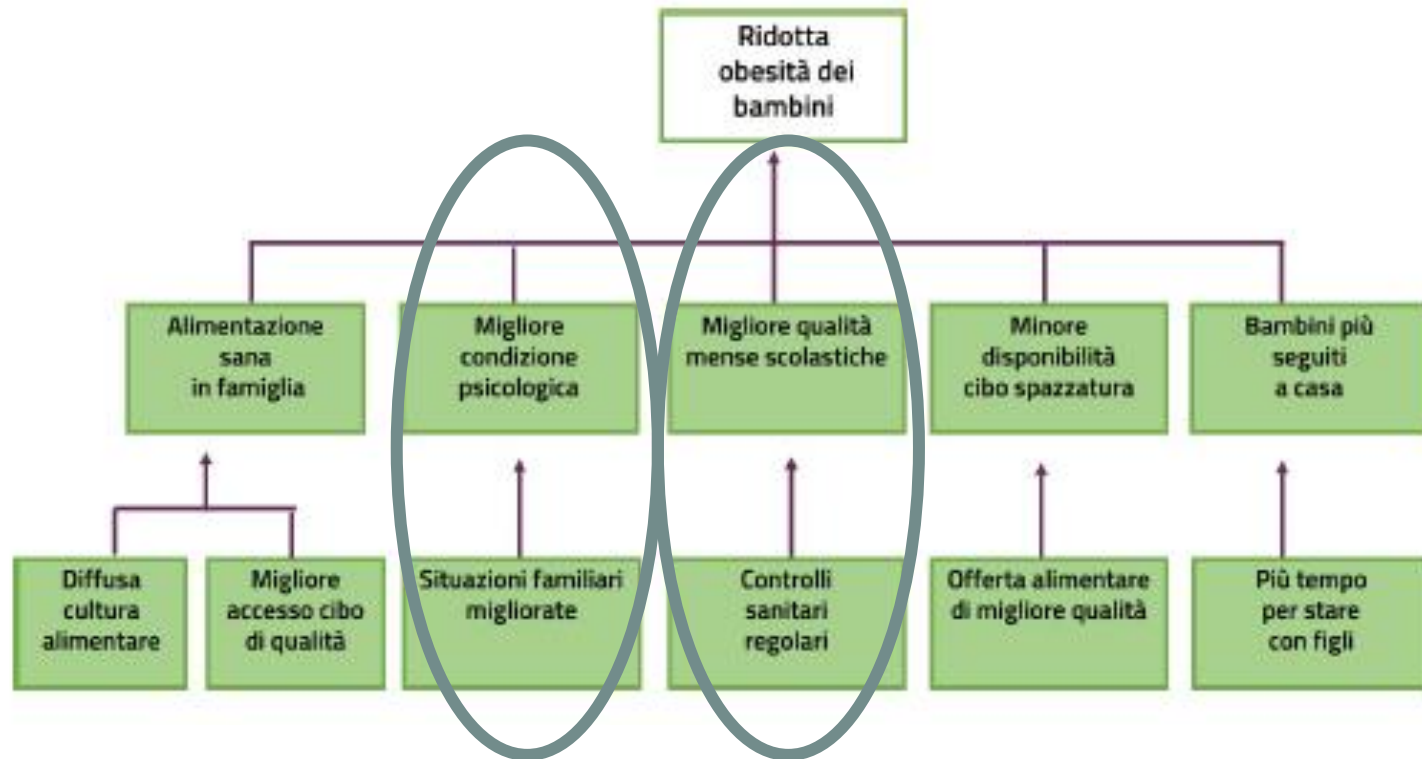 Ridotta
obesità dei
bambini
Alimentazione
sana
in famiglia
Migliore
condizione
psicologica
Migliore qualità
mense scolastiche
Minore
disponibilità
cibo spazzatura
Bambini più
seguiti
a casa
Diffusa
cultura
alimentare
Migliore
accesso cibo
di qualità
Situazioni familiari
migliorate
Controlli
sanitari
regolari
Offerta alimentare
di migliore qualità
Più tempo
per stare
con figli